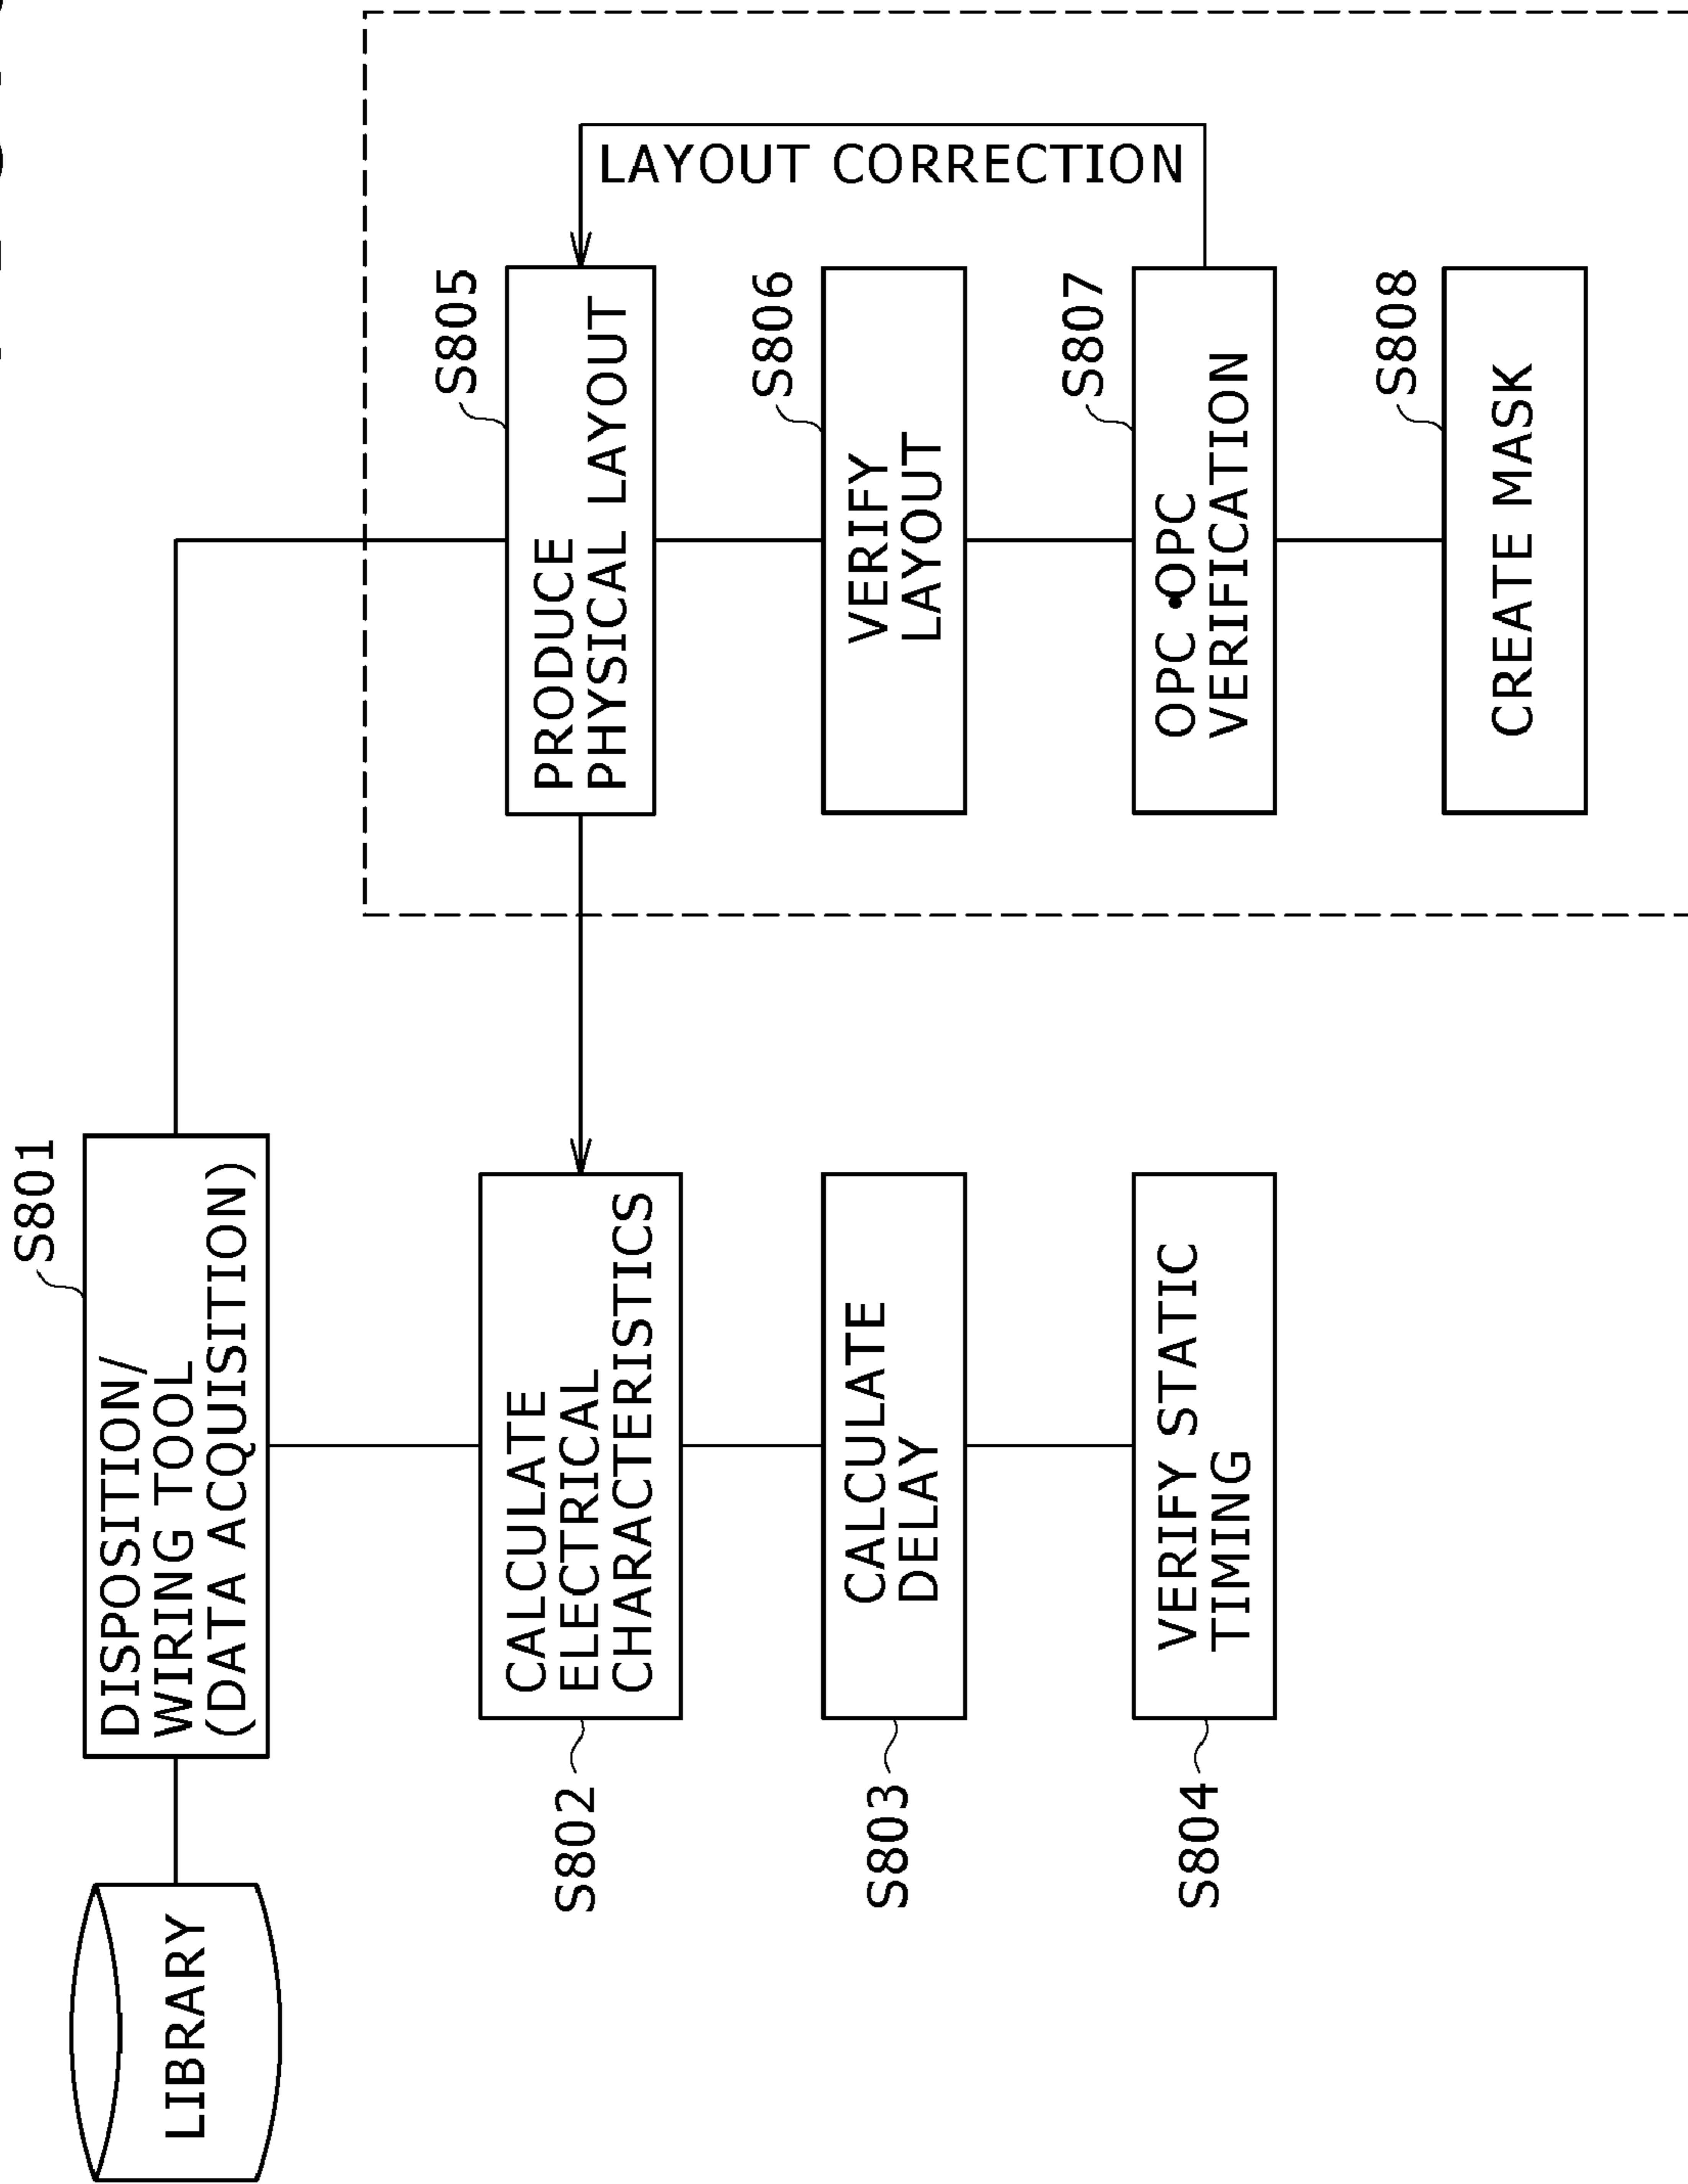 S801
LIBRARY
DISPOSITION/
WIRING TOOL
(DATA ACQUISITION)
S802
CALCULATE
ELECTRICAL
CHARACTERISTICS
S803
CALCULATE
DELAY
S804
VERIFY STATIC
TIMING
S805
PRODUCE
PHYSICAL LAYOUT
LAYOUT CORRECTION
S806
VERIFY
LAYOUT
S807
OPC•OPC
VERIFICATION
S808
CREATE MASK